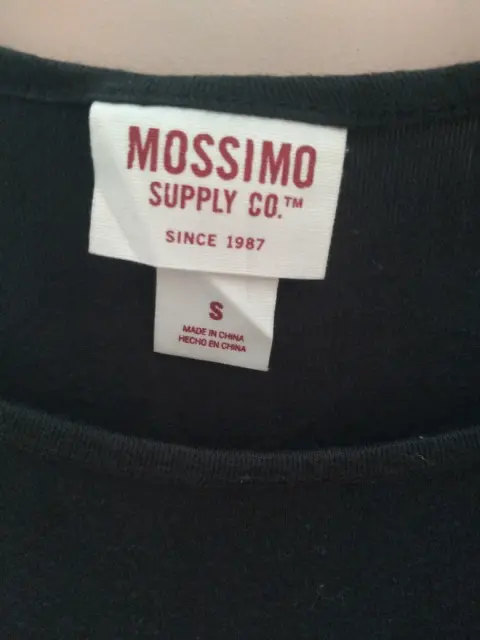 MOSSIMO
SUPPLY CO.™
SINCE 1987
S
MADE IN CHINA
HECHO EN CHINA